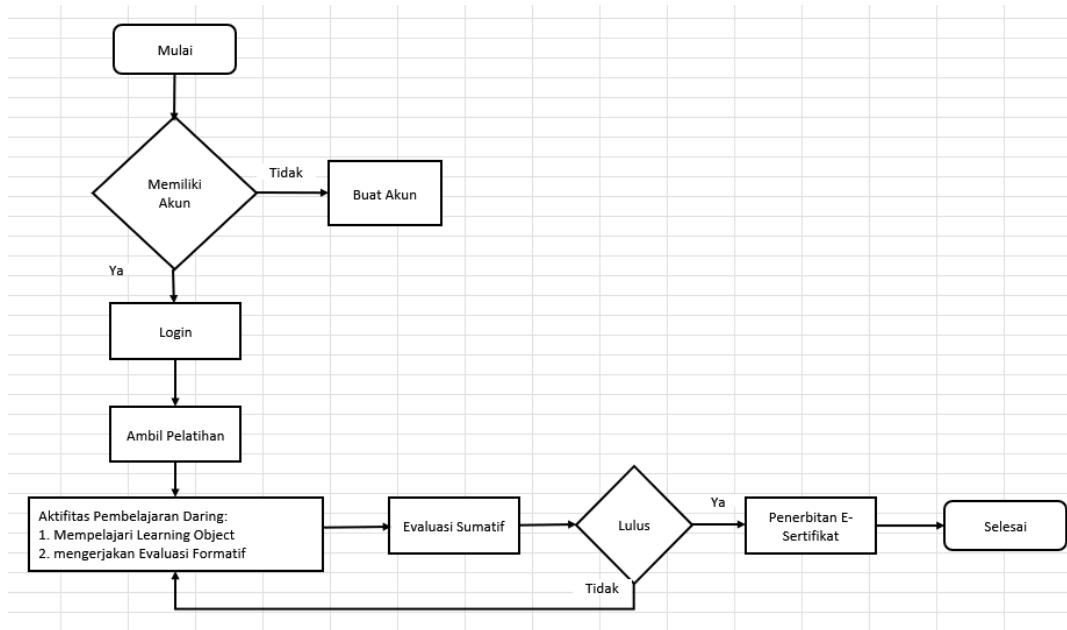 Mulai
Memiliki
Akun
Tidak
Buat Akun
Ya
Login
Ambil Pelatihan
Aktifitas Pembelajaran Daring:
1. Mempelajari Learning Object
2. mengerjakan Evaluasi Formatif
Evaluasi Sumatif
Lulus
Ya
Penerbitan E-
Sertifikat
Selesai
Tidak